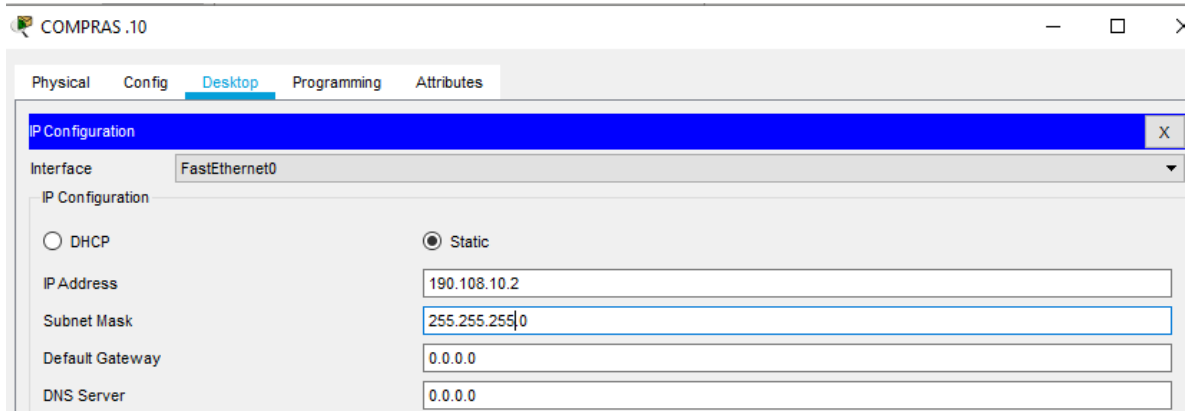 COMPRAS .10
Physical Config Desktop Programming Attributes
IP Configuration X
Interface FastEthernet0
IP Configuration
DHCP Static
IP Address 190.108.10.2
Subnet Mask 255.255.255.0
Default Gateway 0.0.0.0
DNS Server 0.0.0.0